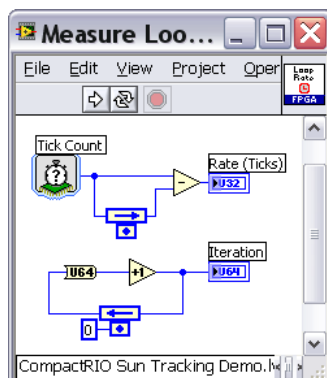 Measure Loo...
File Edit View Project Oper
Loop
Rate
FPGA
Tick Count
?
Rate (Ticks)
-
U32
Iteration
U64
+1
U64
0
CompactRIO Sun Tracking Demo.lv